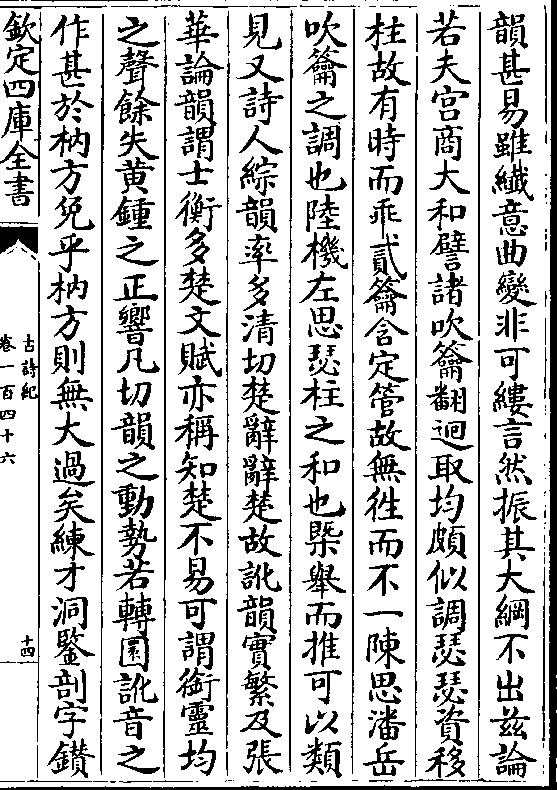 韻甚易雖纖意曲變非可縷言然振其大綱不出兹論
若夫宮商大和譬諸吹籥翻迴取均頗似調瑟瑟資移
柱故有時而乖貳籥含定管故無徃而不一陳思潘岳
吹籥之調也陸機左思瑟柱之和也槩舉而推可以類
見又詩人綜韻率多清切楚辭辭楚故訛韻實繁及張
華論韻謂士衡多楚文賦亦稱知楚不易可謂銜靈均
之聲餘失黄鍾之正響凡切韻之動勢若轉圜訛音之
作甚於枘方免乎枘方則無大過矣練才洞鑒剖字鑚
欽定四庫全書
古詩紀
卷一百四十六
十四